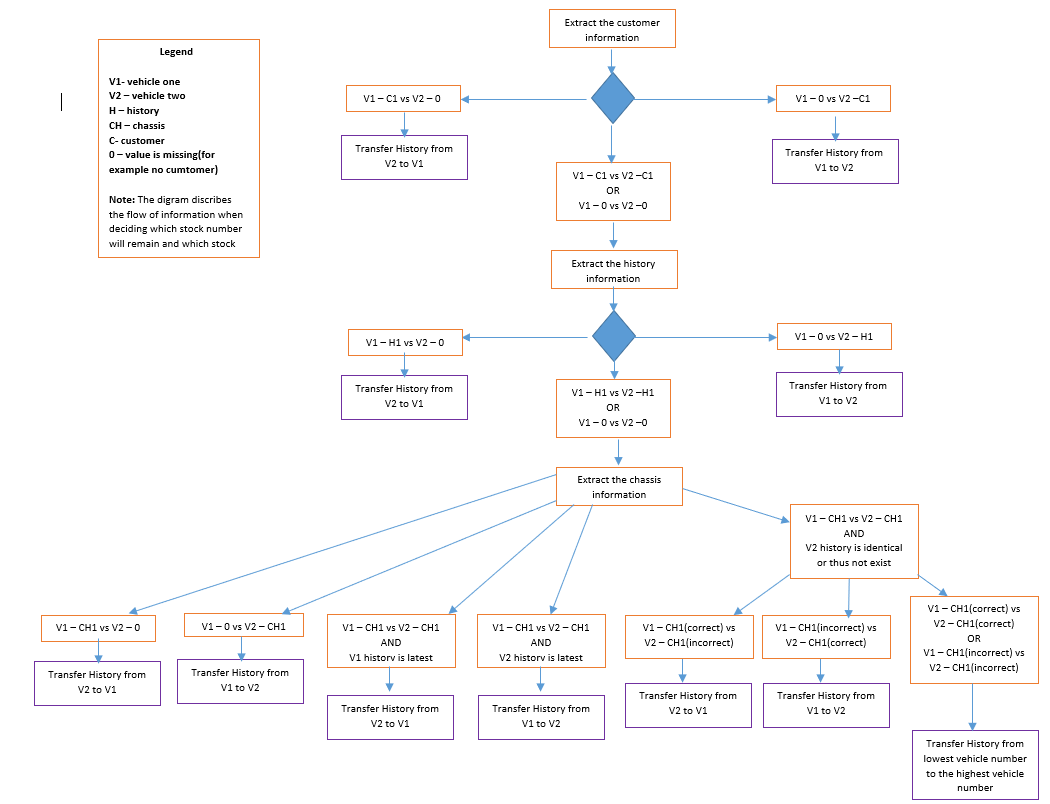 Extract the customer
information
Legend
V1- vehicle one
V2 – vehicle two
H – history
CH – chassis
C- customer
0 – value is missing(for
example no cumtomer)
Note: The digram discribes
the flow of information when
deciding which stock number
will remain and which stock
V1 – C1 vs V2 – 0
V1 – 0 vs V2 –C1
Transfer History from
V2 to V1
Transfer History from
V1 to V2
V1 – C1 vs V2 –C1
OR
V1 – 0 vs V2 –0
Extract the history
information
V1 – H1 vs V2 – 0
V1 – 0 vs V2 – H1
Transfer History from
V2 to V1
Transfer History from
V1 to V2
V1 – H1 vs V2 –H1
OR
V1 – 0 vs V2 –0
Extract the chassis
information
V1 – CH1 vs V2 – CH1
AND
V2 history is identical
or thus not exist
V1 – CH1 vs V2 – 0
V1 – 0 vs V2 – CH1
V1 – CH1 vs V2 – CH1
AND
V1 history is latest
V1 – CH1 vs V2 – CH1
AND
V2 history is latest
V1 – CH1(correct) vs
V2 – CH1(incorrect)
V1 – CH1(incorrect) vs
V2 – CH1(correct)
V1 – CH1(correct) vs
V2 – CH1(correct)
OR
V1 – CH1(incorrect) vs
V2 – CH1(incorrect)
Transfer History from
V2 to V1
Transfer History from
V1 to V2
Transfer History from
V2 to V1
Transfer History from
V1 to V2
Transfer History from
V2 to V1
Transfer History from
V1 to V2
Transfer History from
lowest vehicle number
to the highest vehicle
number